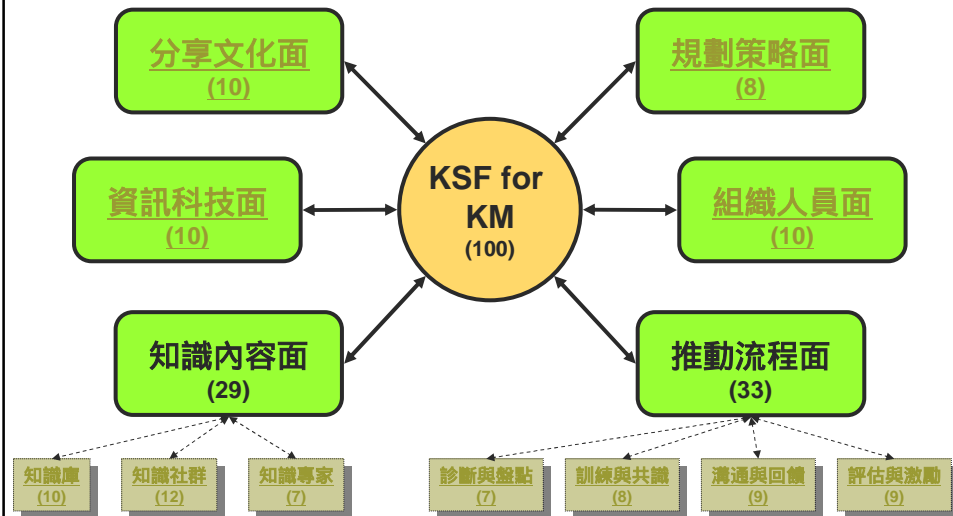 分享文化面
(10)
規劃策略面
(8)
KSF for
KM
(100)
資訊科技面
(10)
組織人員面
(10)
知識內容面
(29)
推動流程面
(33)
知識庫
(10)
知識社群
(12)
知識專家
(7)
診斷與盤點
(7)
訓練與共識
(8)
溝通與回饋
(9)
評估與激勵
(9)